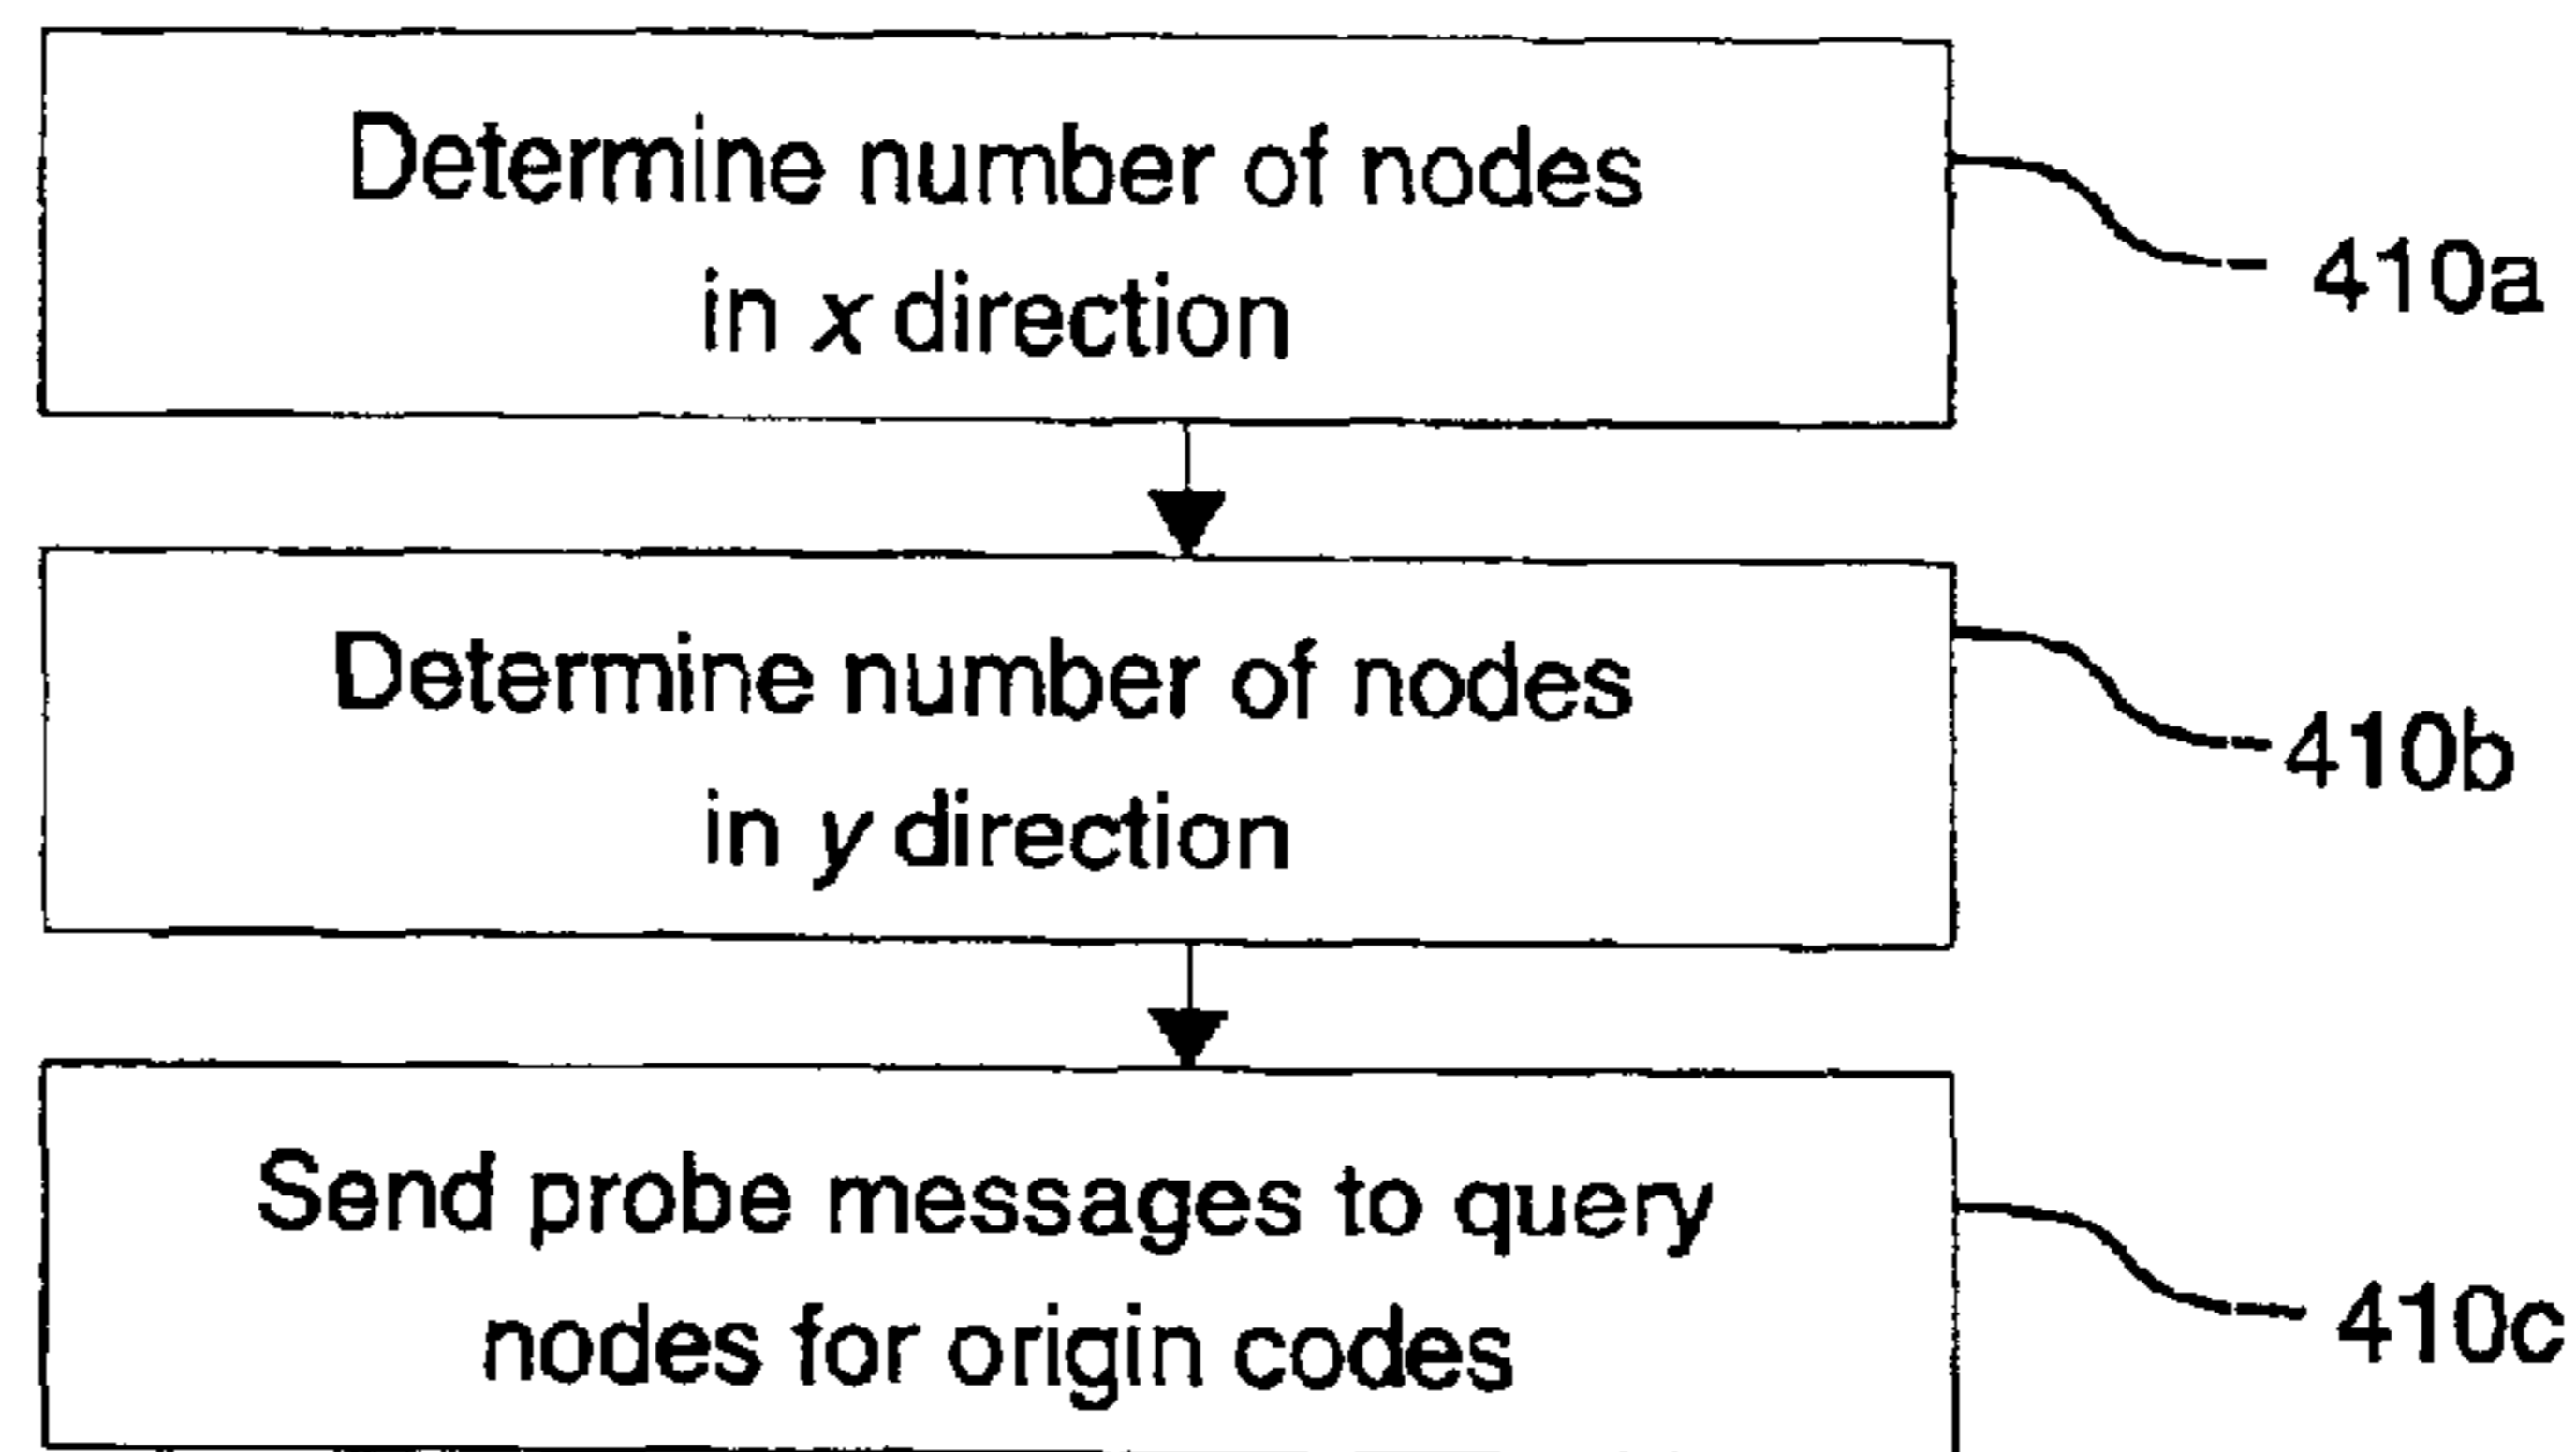 Determine number of nodes
in x direction
410a
Determine number of nodes
in y direction
410b
Send probe messages to query
nodes for origin codes
410c